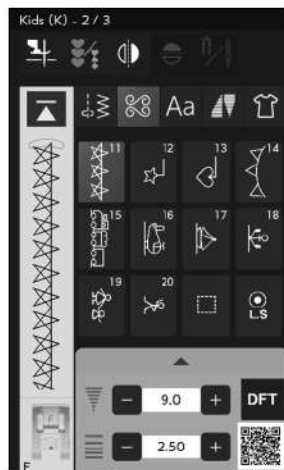 Kids (K) - 2 / 3
Aa
11 12 13 14
15 16 17 18
19 20
L.S
− 9.0 + DFT
− 2.50 +
F